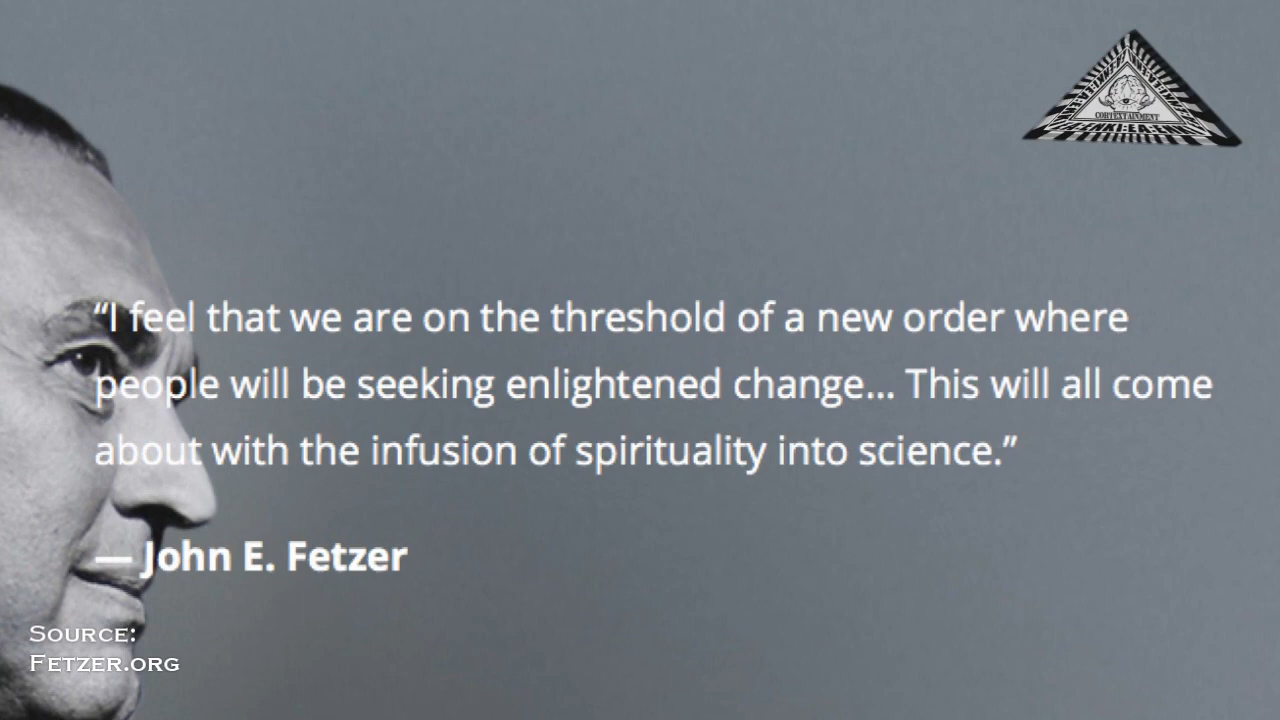 CORTEXTAINMENT
“I feel that we are on the threshold of a new order where
people will be seeking enlightened change... This will all come
about with the infusion of spirituality into science.”
— John E. Fetzer
Source:
Fetzer.org